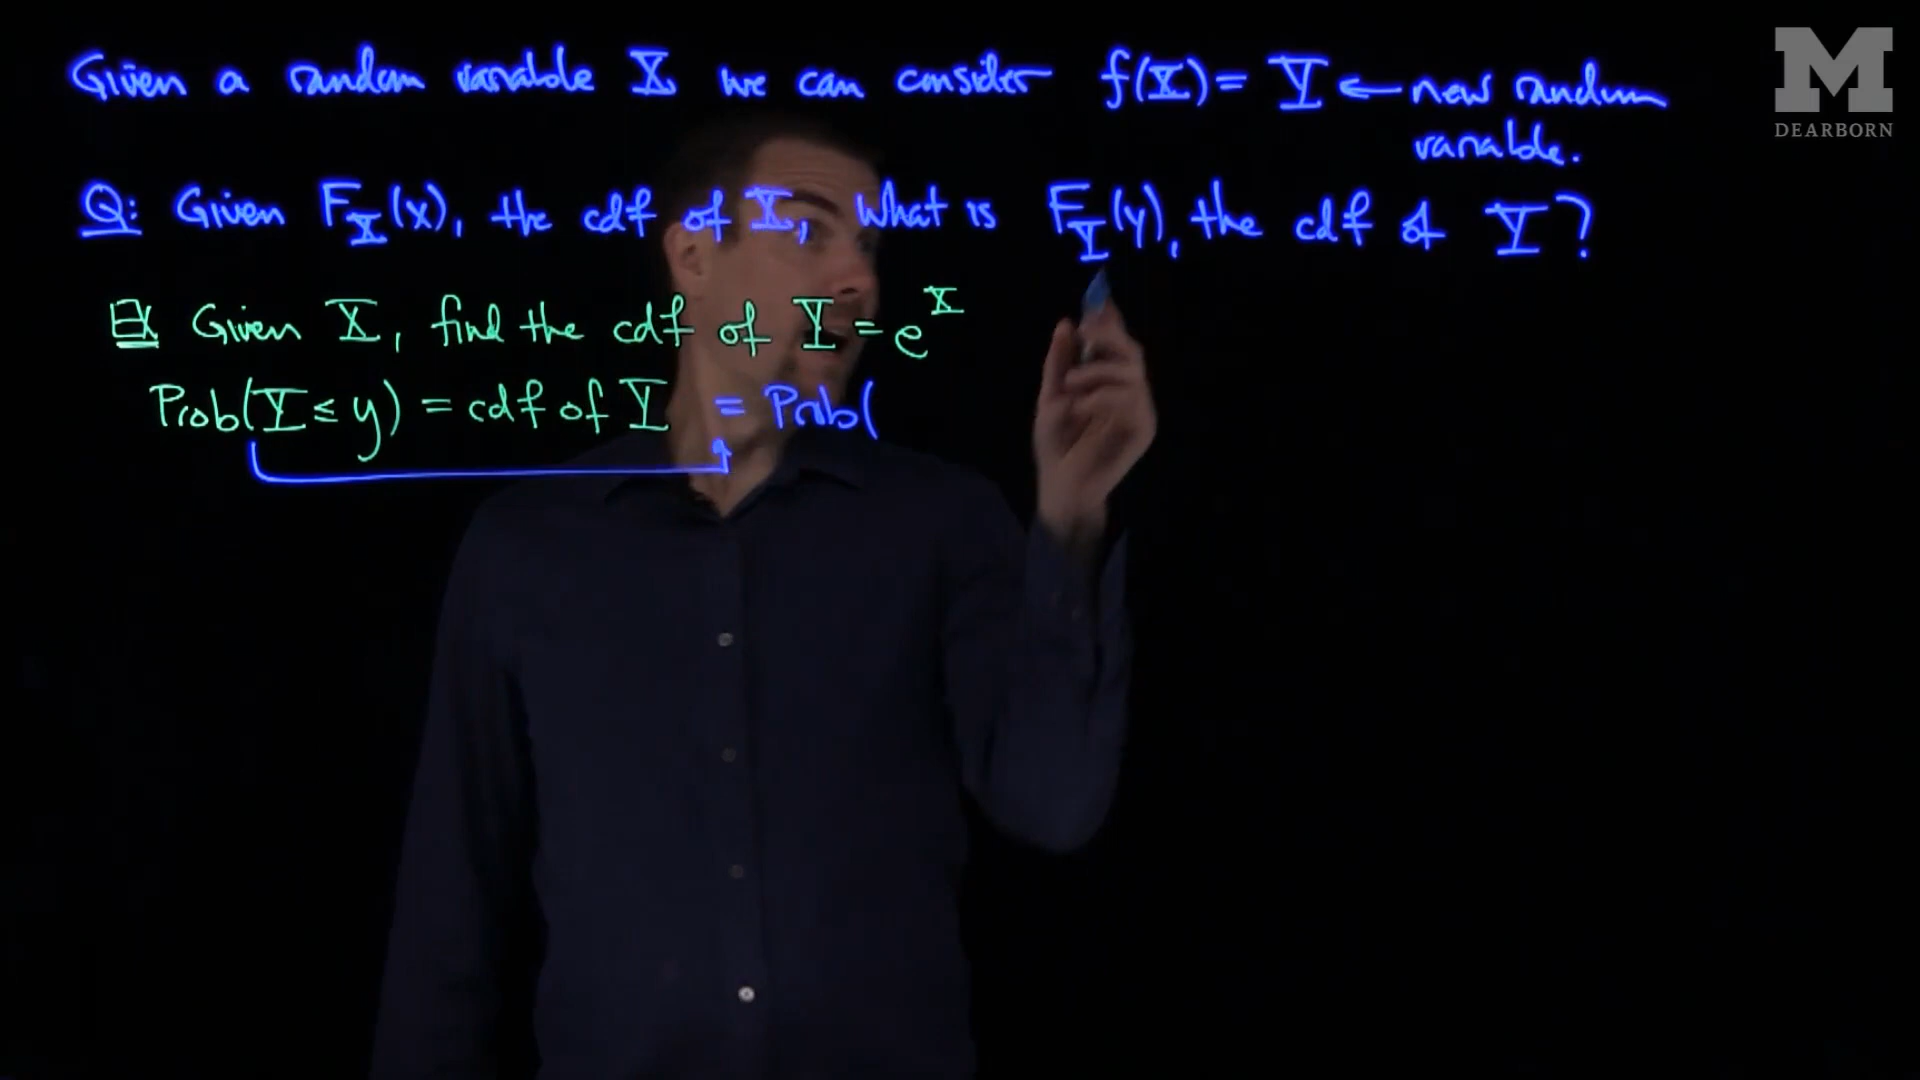 Given a random variable X, we can consider f(X) = Y ← new random
variable.
M
DEARBORN
Q: Given F_X(x), the cdf of X, what is F_Y(y), the cdf of Y?
Ex Given X, find the cdf of Y = e^X
Prob(Y ≤ y) = cdf of Y = Prob(